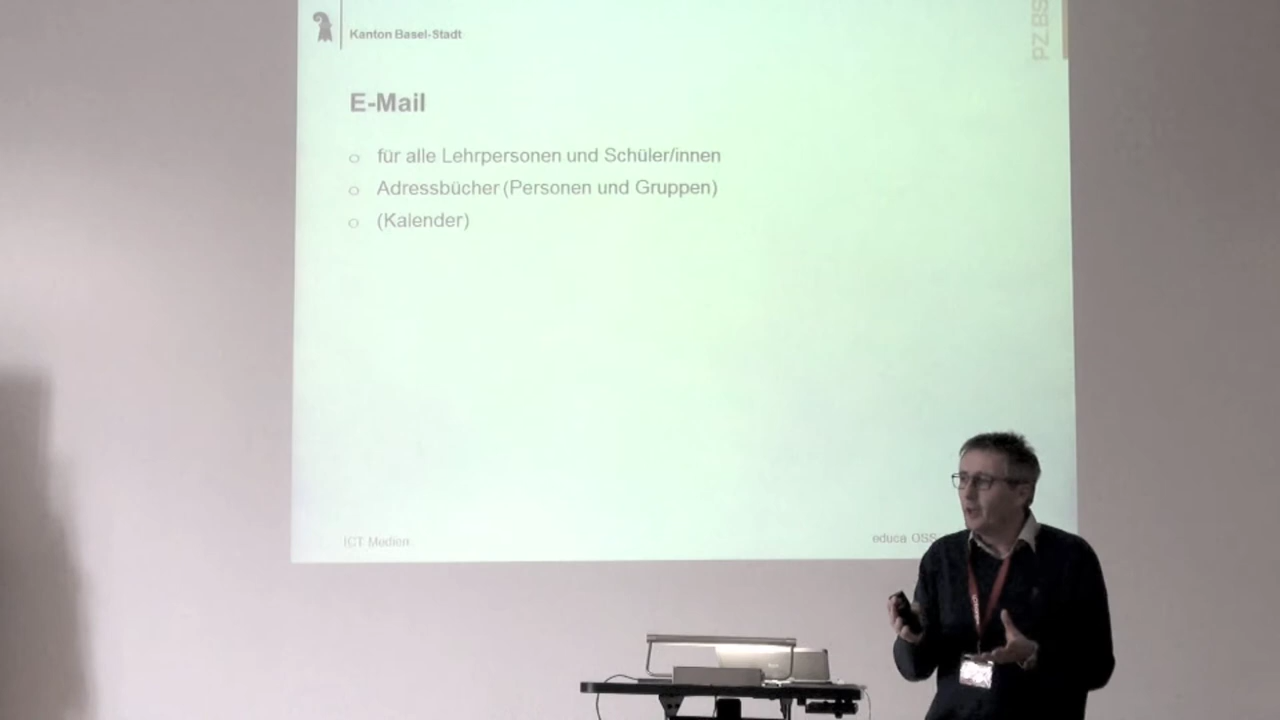 Kanton Basel-Stadt
PZ.BS
E-Mail
o für alle Lehrpersonen und Schüler/innen
o Adressbücher (Personen und Gruppen)
o (Kalender)
ICT Medien
educa OSS